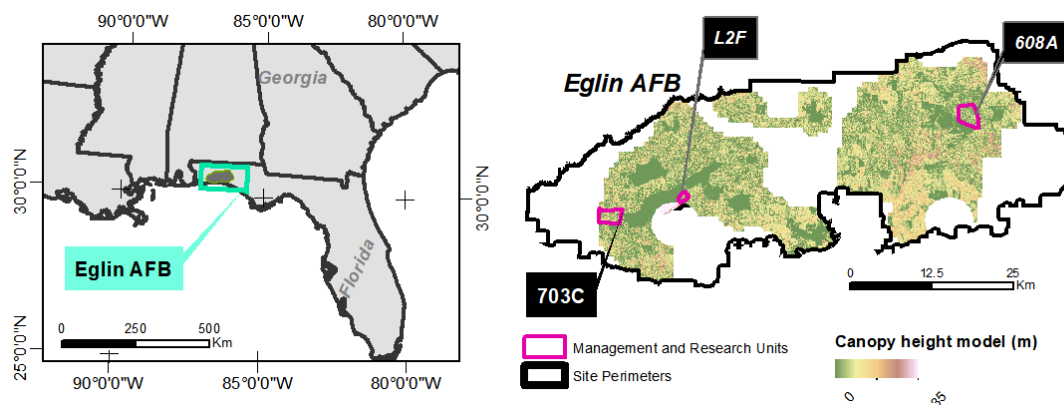 90°0'0"W 85°0'0"W 80°0'0"W
Georgia
30°0'0"N
30°0'0"N
Eglin AFB
Florida
0 250 500
Km
25°0'0"N
90°0'0"W 85°0'0"W 80°0'0"W
L2F
608A
Eglin AFB
703C
0 12.5 25
Km
Management and Research Units
Site Perimeters
Canopy height model (m)
0